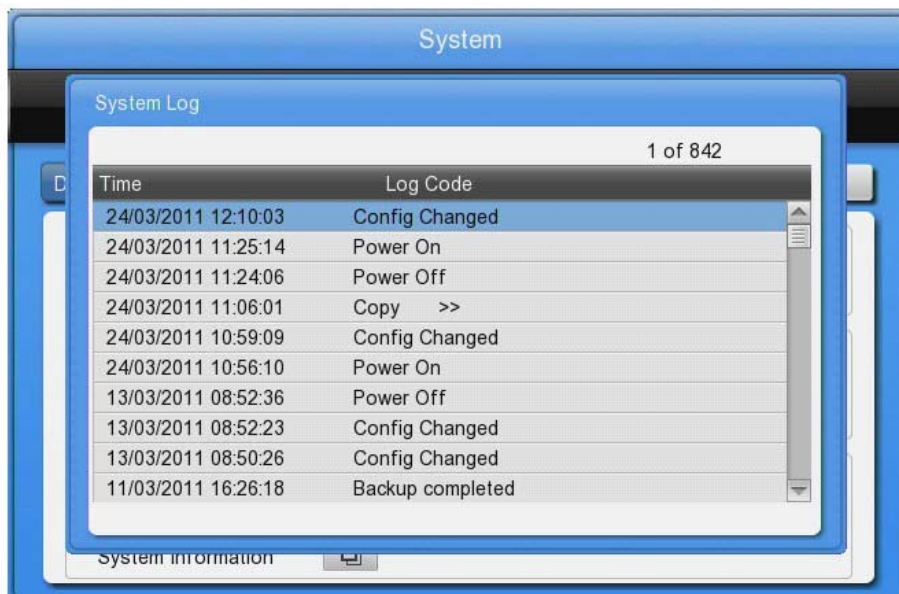 System
System Log
1 of 842
D
Time Log Code
24/03/2011 12:10:03 Config Changed
24/03/2011 11:25:14 Power On
24/03/2011 11:24:06 Power Off
24/03/2011 11:06:01 Copy >>
24/03/2011 10:59:09 Config Changed
24/03/2011 10:56:10 Power On
13/03/2011 08:52:36 Power Off
13/03/2011 08:52:23 Config Changed
13/03/2011 08:50:26 Config Changed
11/03/2011 16:26:18 Backup completed
System Information